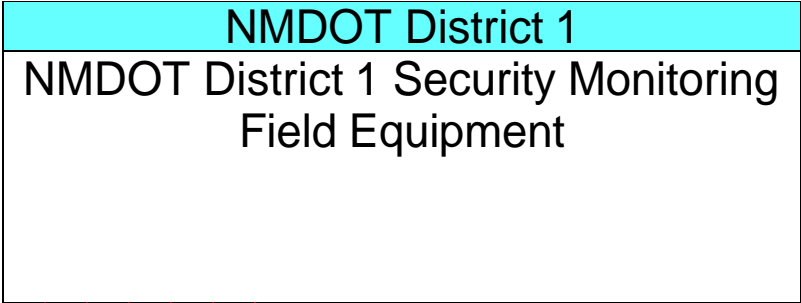 NMDOT District 1
NMDOT District 1 Security Monitoring
Field Equipment